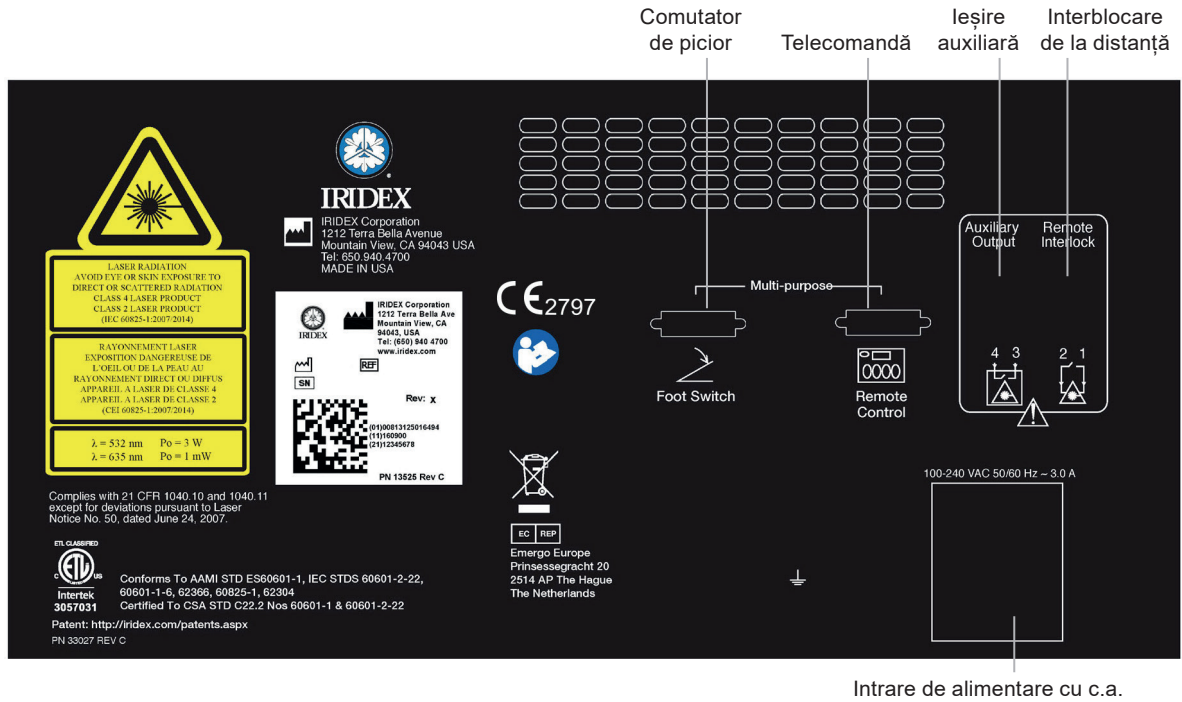 Comutator
de picior
Telecomandă
Ieșire
auxiliară
Interblocare
de la distanță
LASER RADIATION
AVOID EYE OR SKIN EXPOSURE TO
DIRECT OR SCATTERED RADIATION
CLASS 4 LASER PRODUCT
CLASS 2 LASER PRODUCT
(IEC 60825-1:2007/2014)
RAYONNEMENT LASER
EXPOSITION DANGEREUSE DE
L'OEIL OU DE LA PEAU AU
RAYONNEMENT DIRECT OU DIFFUS
APPAREIL A LASER DE CLASSE 4
APPAREIL A LASER DE CLASSE 2
(CEI 60825-1:2007/2014)
λ = 532 nm Po = 3 W
λ = 635 nm Po = 1 mW
Complies with 21 CFR 1040.10 and 1040.11
except for deviations pursuant to Laser
Notice No. 50, dated June 24, 2007.
ETL CLASSIFIED
C ETL US
Intertek
3057031
Conforms To AAMI STD ES60601-1, IEC STDS 60601-2-22,
60601-1-6, 62366, 60825-1, 62304
Certified To CSA STD C22.2 Nos 60601-1 & 60601-2-22
Patent: http://iridex.com/patents.aspx
PN 33027 REV C
IRIDEX
IRIDEX Corporation
1212 Terra Bella Avenue
Mountain View, CA 94043 USA
Tel: 650.940.4700
MADE IN USA
IRIDEX
IRIDEX Corporation
1212 Terra Bella Ave
Mountain View, CA
94043, USA
Tel: (650) 940 4700
www.iridex.com
REF
SN
Rev: x
(01)00813125016494
(11)160900
(21)12345678
PN 13525 Rev C
CE 2797
EC REP
Emergo Europe
Prinsessegracht 20
2514 AP The Hague
The Netherlands
Multi-purpose
Foot Switch
Remote
Control
Auxiliary
Output
Remote
Interlock
4 3
2 1
100-240 VAC 50/60 Hz ~ 3.0 A
Intrare de alimentare cu c.a.